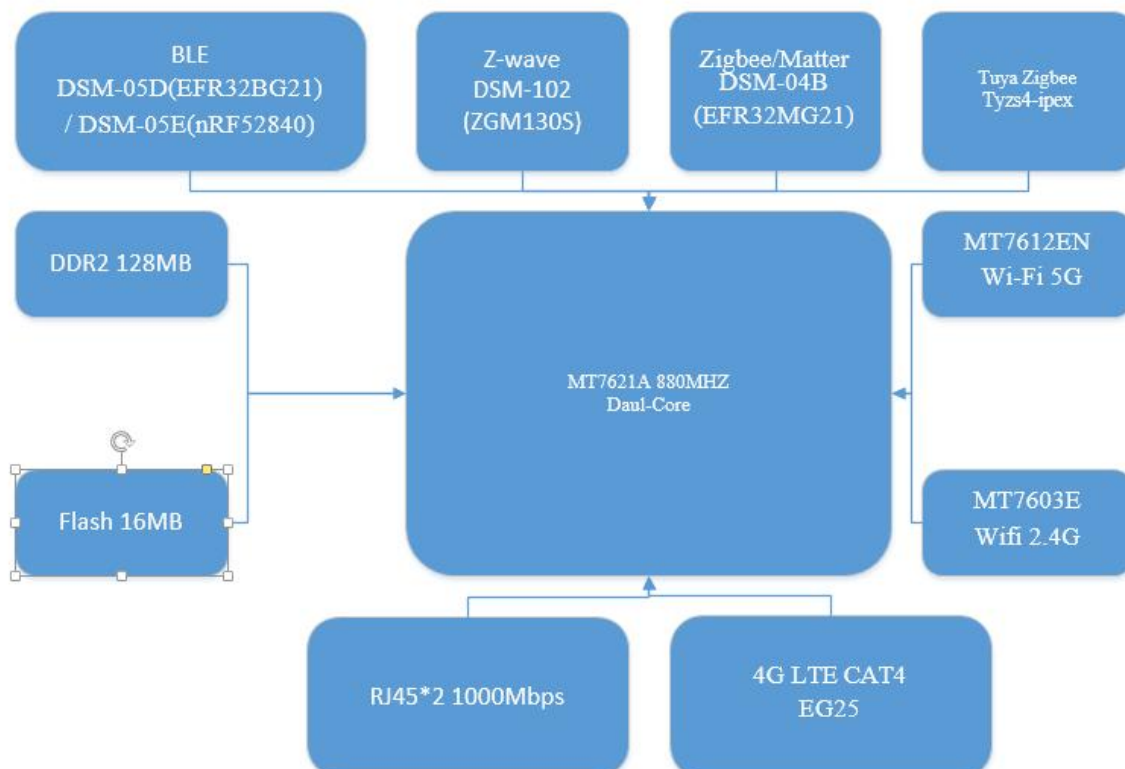 BLE
DSM-05D(EFR32BG21)
/ DSM-05E(nRF52840)
Z-wave
DSM-102
(ZGM130S)
Zigbee/Matter
DSM-04B
(EFR32MG21)
Tuya Zigbee
Tyzs4-ipex
DDR2 128MB
MT7612EN
Wi-Fi 5G
MT7621A 880MHZ
Daul-Core
Flash 16MB
MT7603E
Wifi 2.4G
RJ45*2 1000Mbps
4G LTE CAT4
EG25